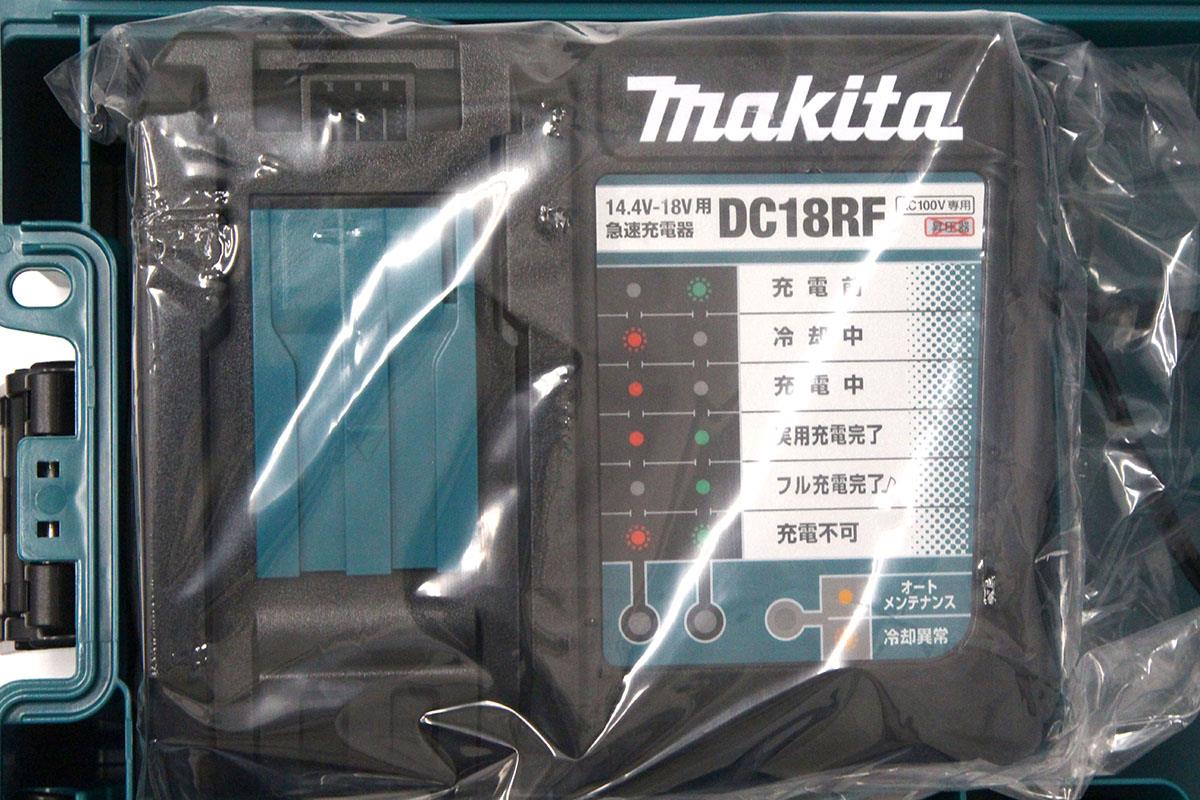 makita
14.4V-18V用
急速充電器
DC18RF
AC100V専用
昇圧器
充電前
冷却中
充電中
実用充電完了
フル充電完了♪
充電不可
オート
メンテナンス
冷却異常